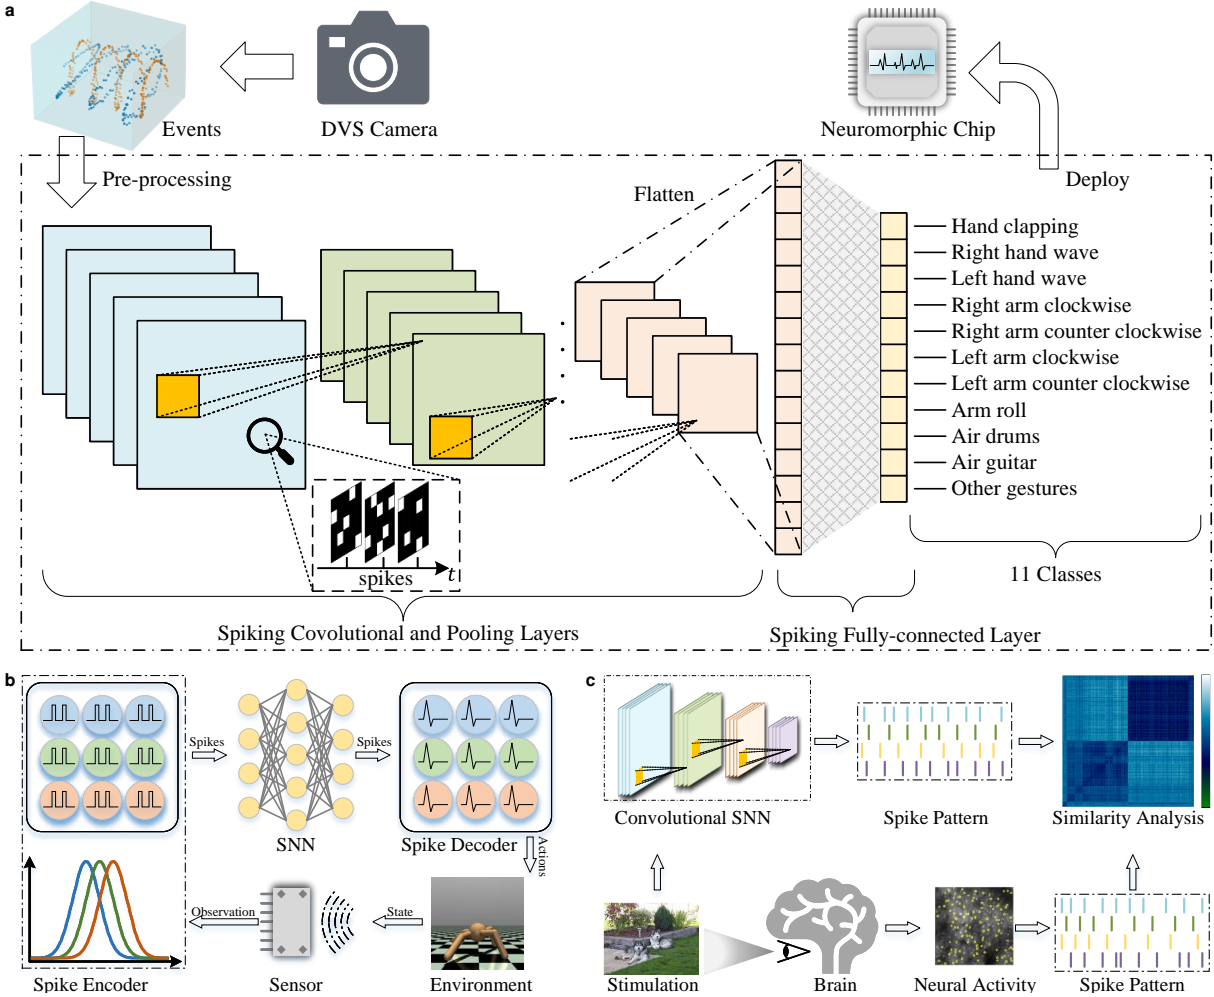 a
Events
DVS Camera
Neuromorphic Chip
Pre-processing
Flatten
Deploy
Hand clapping
Right hand wave
Left hand wave
Right arm clockwise
Right arm counter clockwise
Left arm clockwise
Left arm counter clockwise
Arm roll
Air drums
Air guitar
Other gestures
spikes
t
11 Classes
Spiking Covolutional and Pooling Layers
Spiking Fully-connected Layer
b
Spikes
Spikes
SNN
Spike Decoder
Actions
Observation
State
Spike Encoder
Sensor
Environment
c
Convolutional SNN
Spike Pattern
Similarity Analysis
Stimulation
Brain
Neural Activity
Spike Pattern